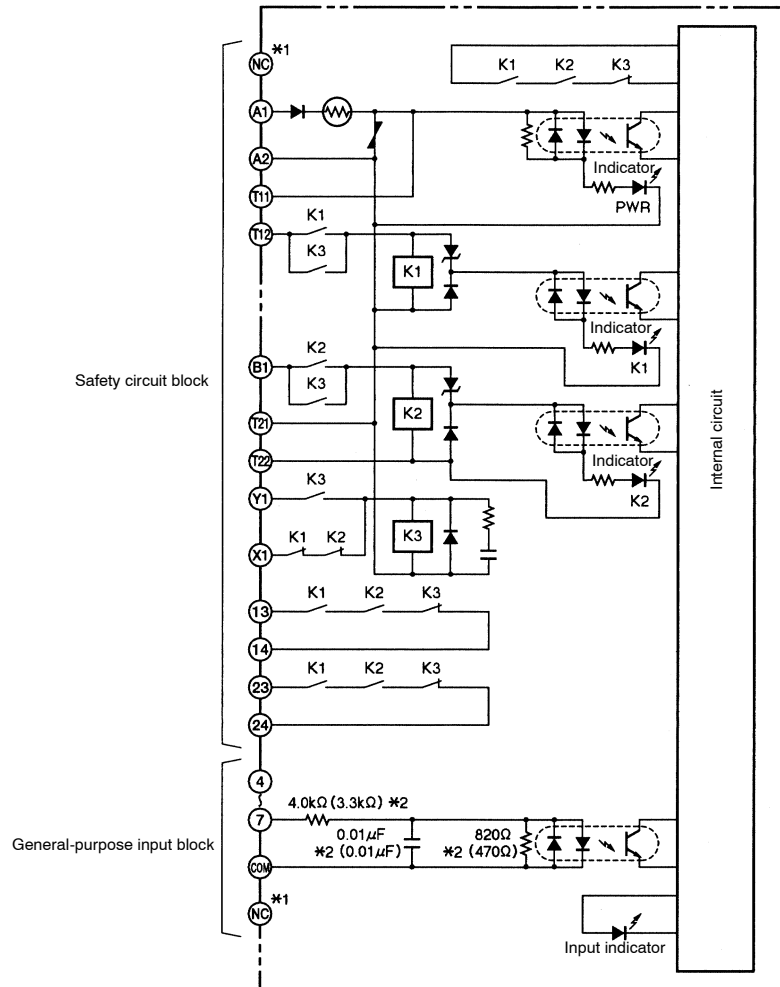 NC *1
K1 K2 K3
A1
A2
Indicator
T11
PWR
K1
T12
K3
K1
Indicator
K1
K2
B1
Safety circuit block
K3
K2
T21
Indicator
T22
K2
K3
Y1
K1 K2
K3
X1
Internal circuit
K1 K2 K3
13
14
K1 K2 K3
23
24
4
4.0kΩ (3.3kΩ) *2
7
General-purpose input block
0.01μF
*2 (0.01μF)
820Ω
*2 (470Ω)
COM
NC *1
Input indicator